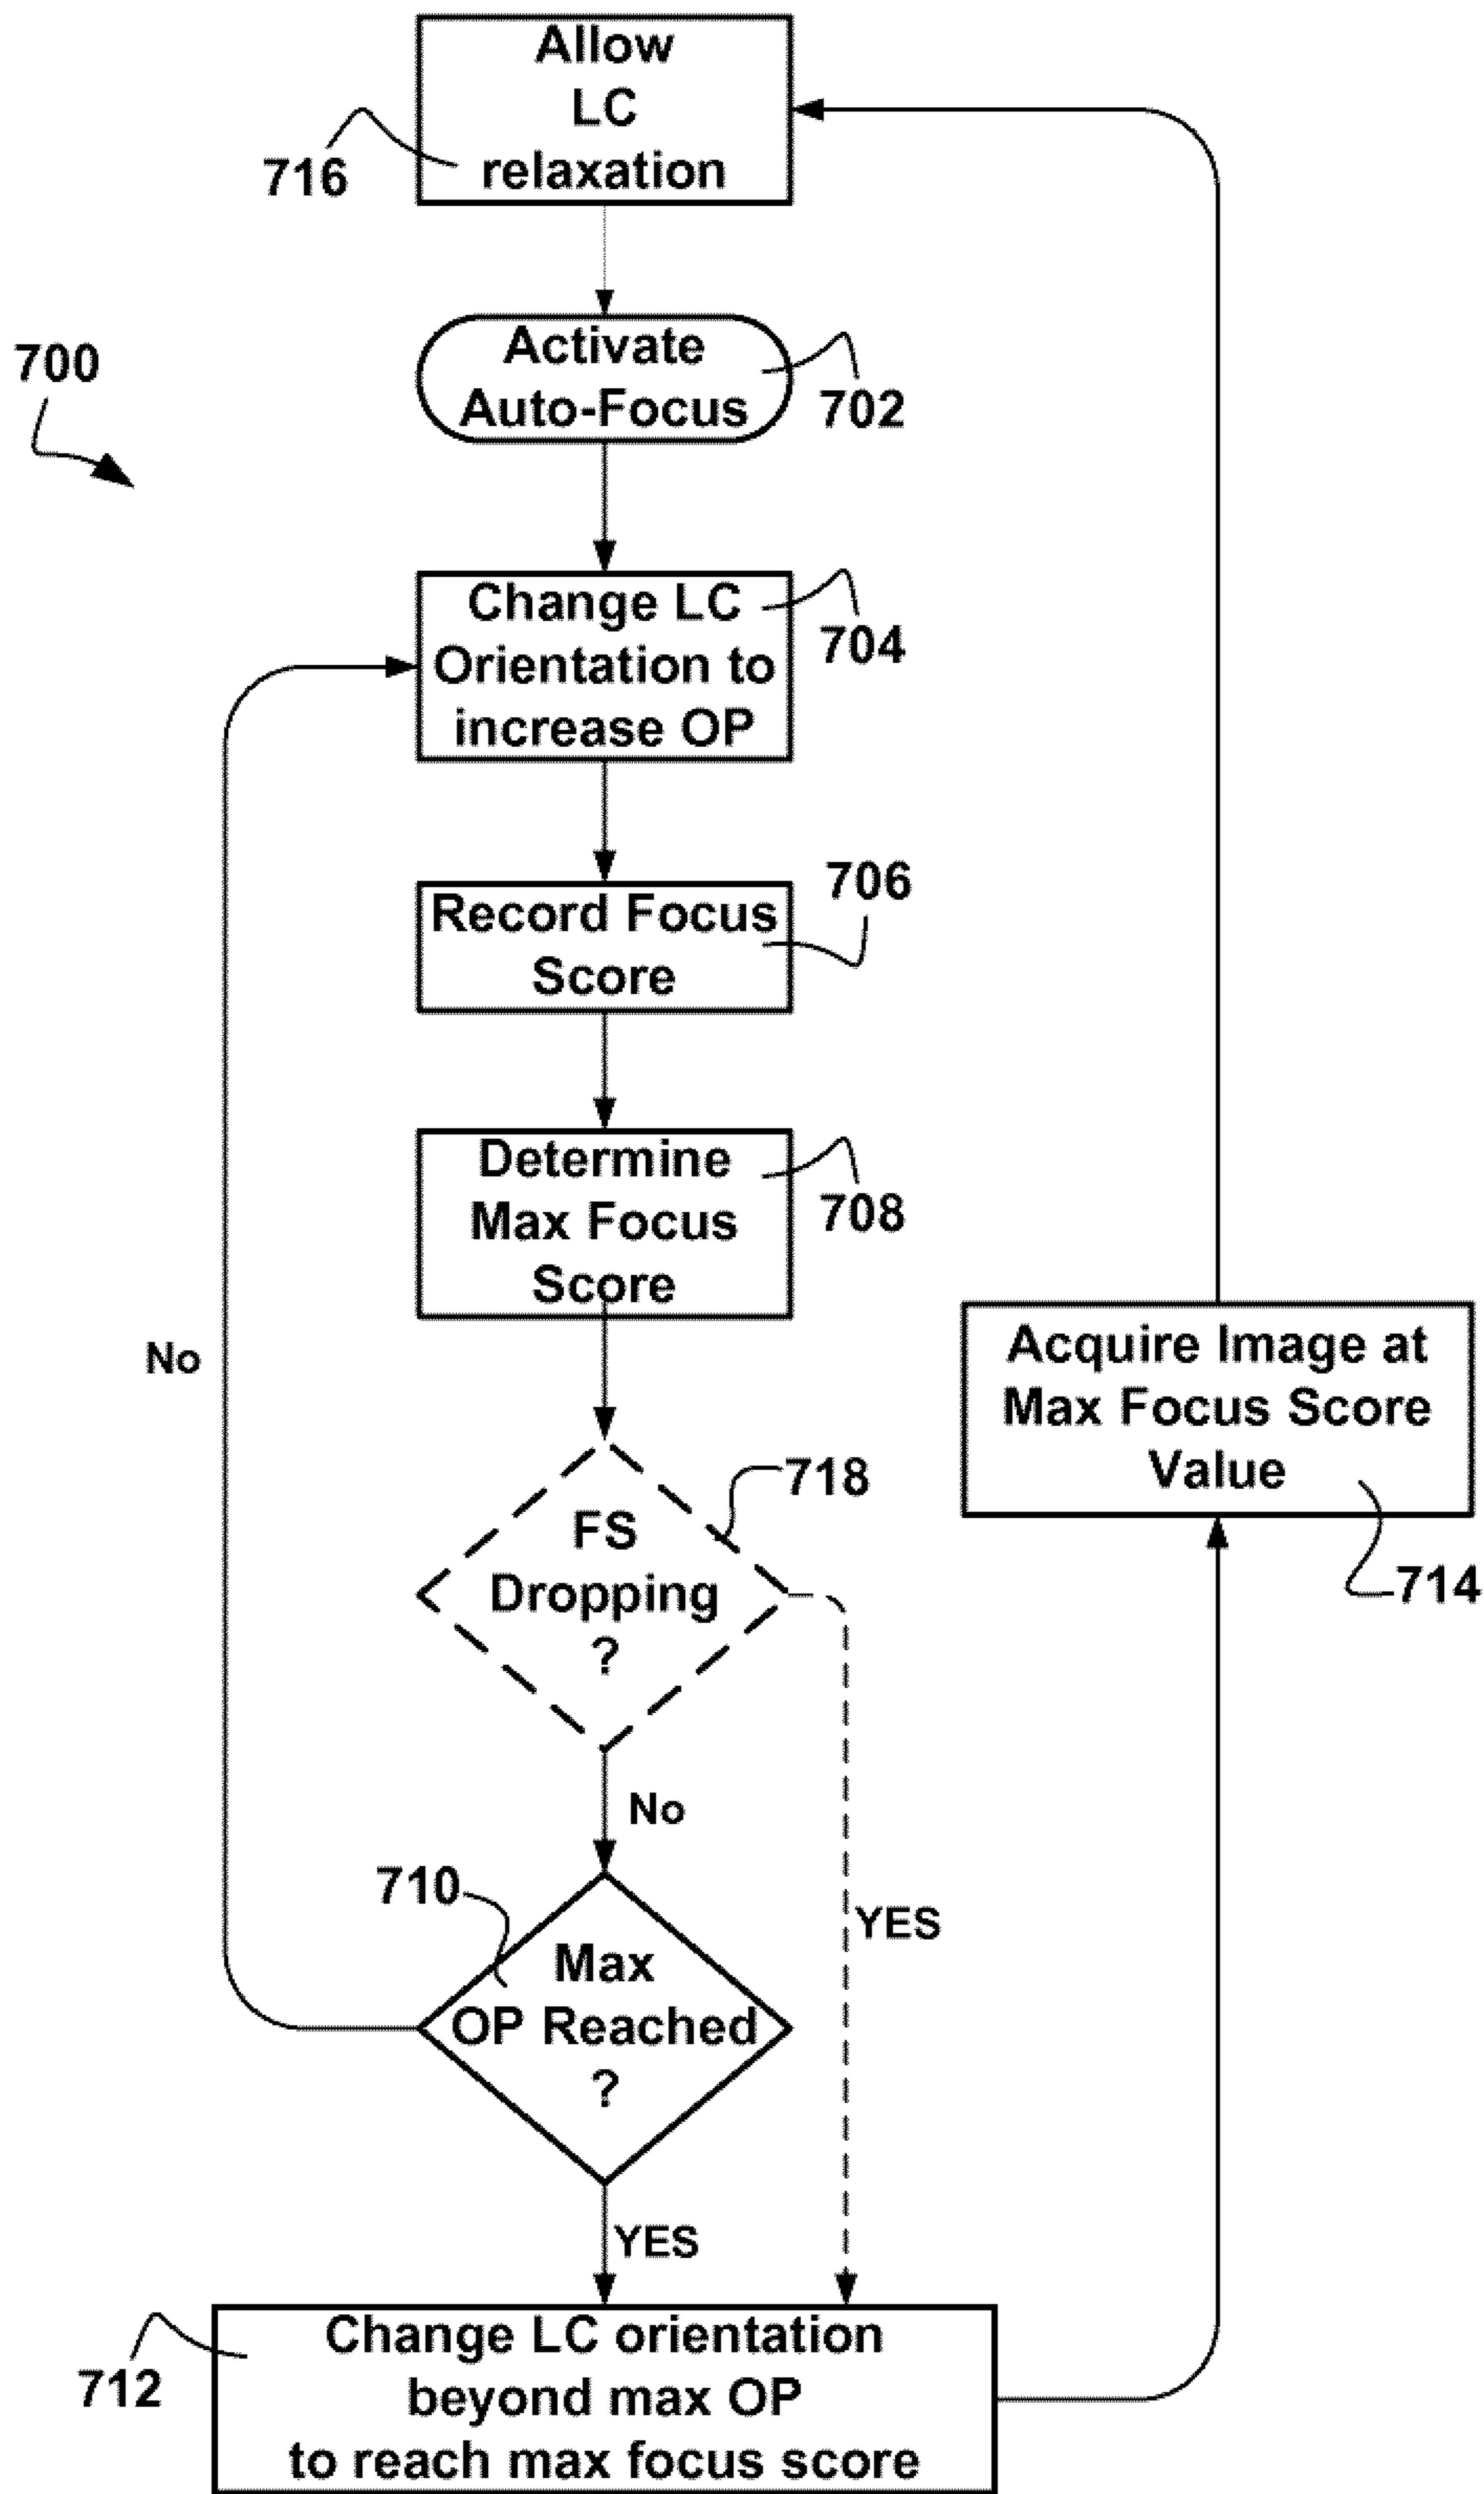 Allow
LC
relaxation
716
Activate
Auto-Focus
702
700
Change LC
Orientation to
increase OP
704
Record Focus
Score
706
Determine
Max Focus
Score
708
No
Acquire Image at
Max Focus Score
Value
714
718
FS
Dropping
?
No
710
Max
OP Reached
?
YES
YES
Change LC orientation
beyond max OP
to reach max focus score
712